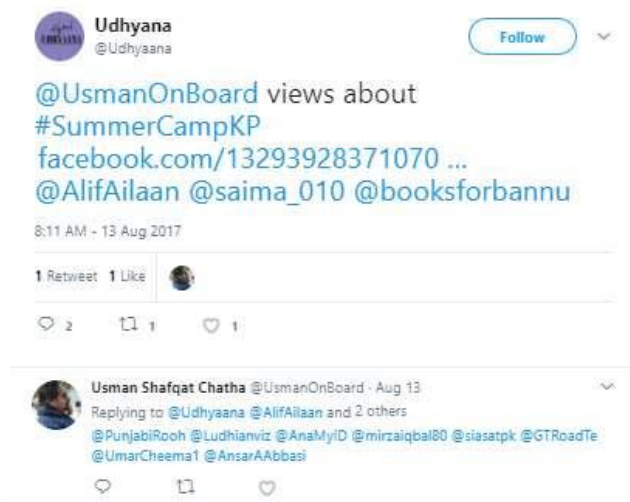 Udhyana
@Udhyaana
Follow
@UsmanOnBoard views about
#SummerCampKP
facebook.com/13293928371070 ...
@AlifAilaan @saima_010 @booksforbannu
8:11 AM - 13 Aug 2017
1 Retweet 1 Like
2 1 1
Usman Shafqat Chatha @UsmanOnBoard · Aug 13
Replying to @Udhyaana @AlifAilaan and 2 others
@PunjabiRooh @Ludhianviz @AnaMyID @mirzaiqbal80 @siasatpk @GTRoadTe
@UmarCheema1 @AnsarAAbbasi